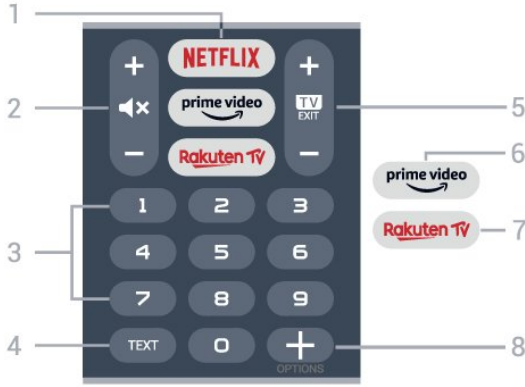 1
NETFLIX
+ +
2
prime video
TV
EXIT
5
Rakuten TV
- -
6
prime video
1 2 3
Rakuten TV
7
3
4 5 6
7 8 9
4
TEXT 0 +
OPTIONS
8